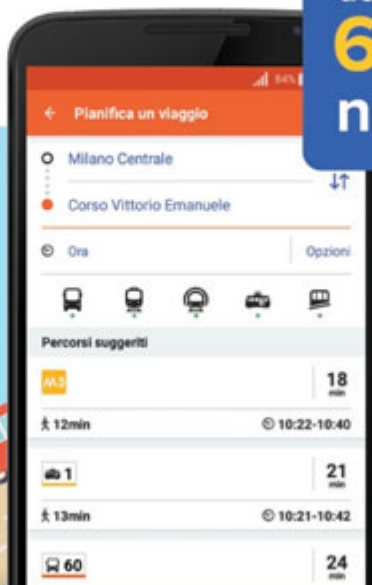 6
n
84%
Pianifica un viaggio
Milano Centrale
Corso Vittorio Emanuele
Ora Opzioni
Percorsi suggeriti
M3 18 min
12min 10:22-10:40
1 21 min
13min 10:21-10:42
60 24 min